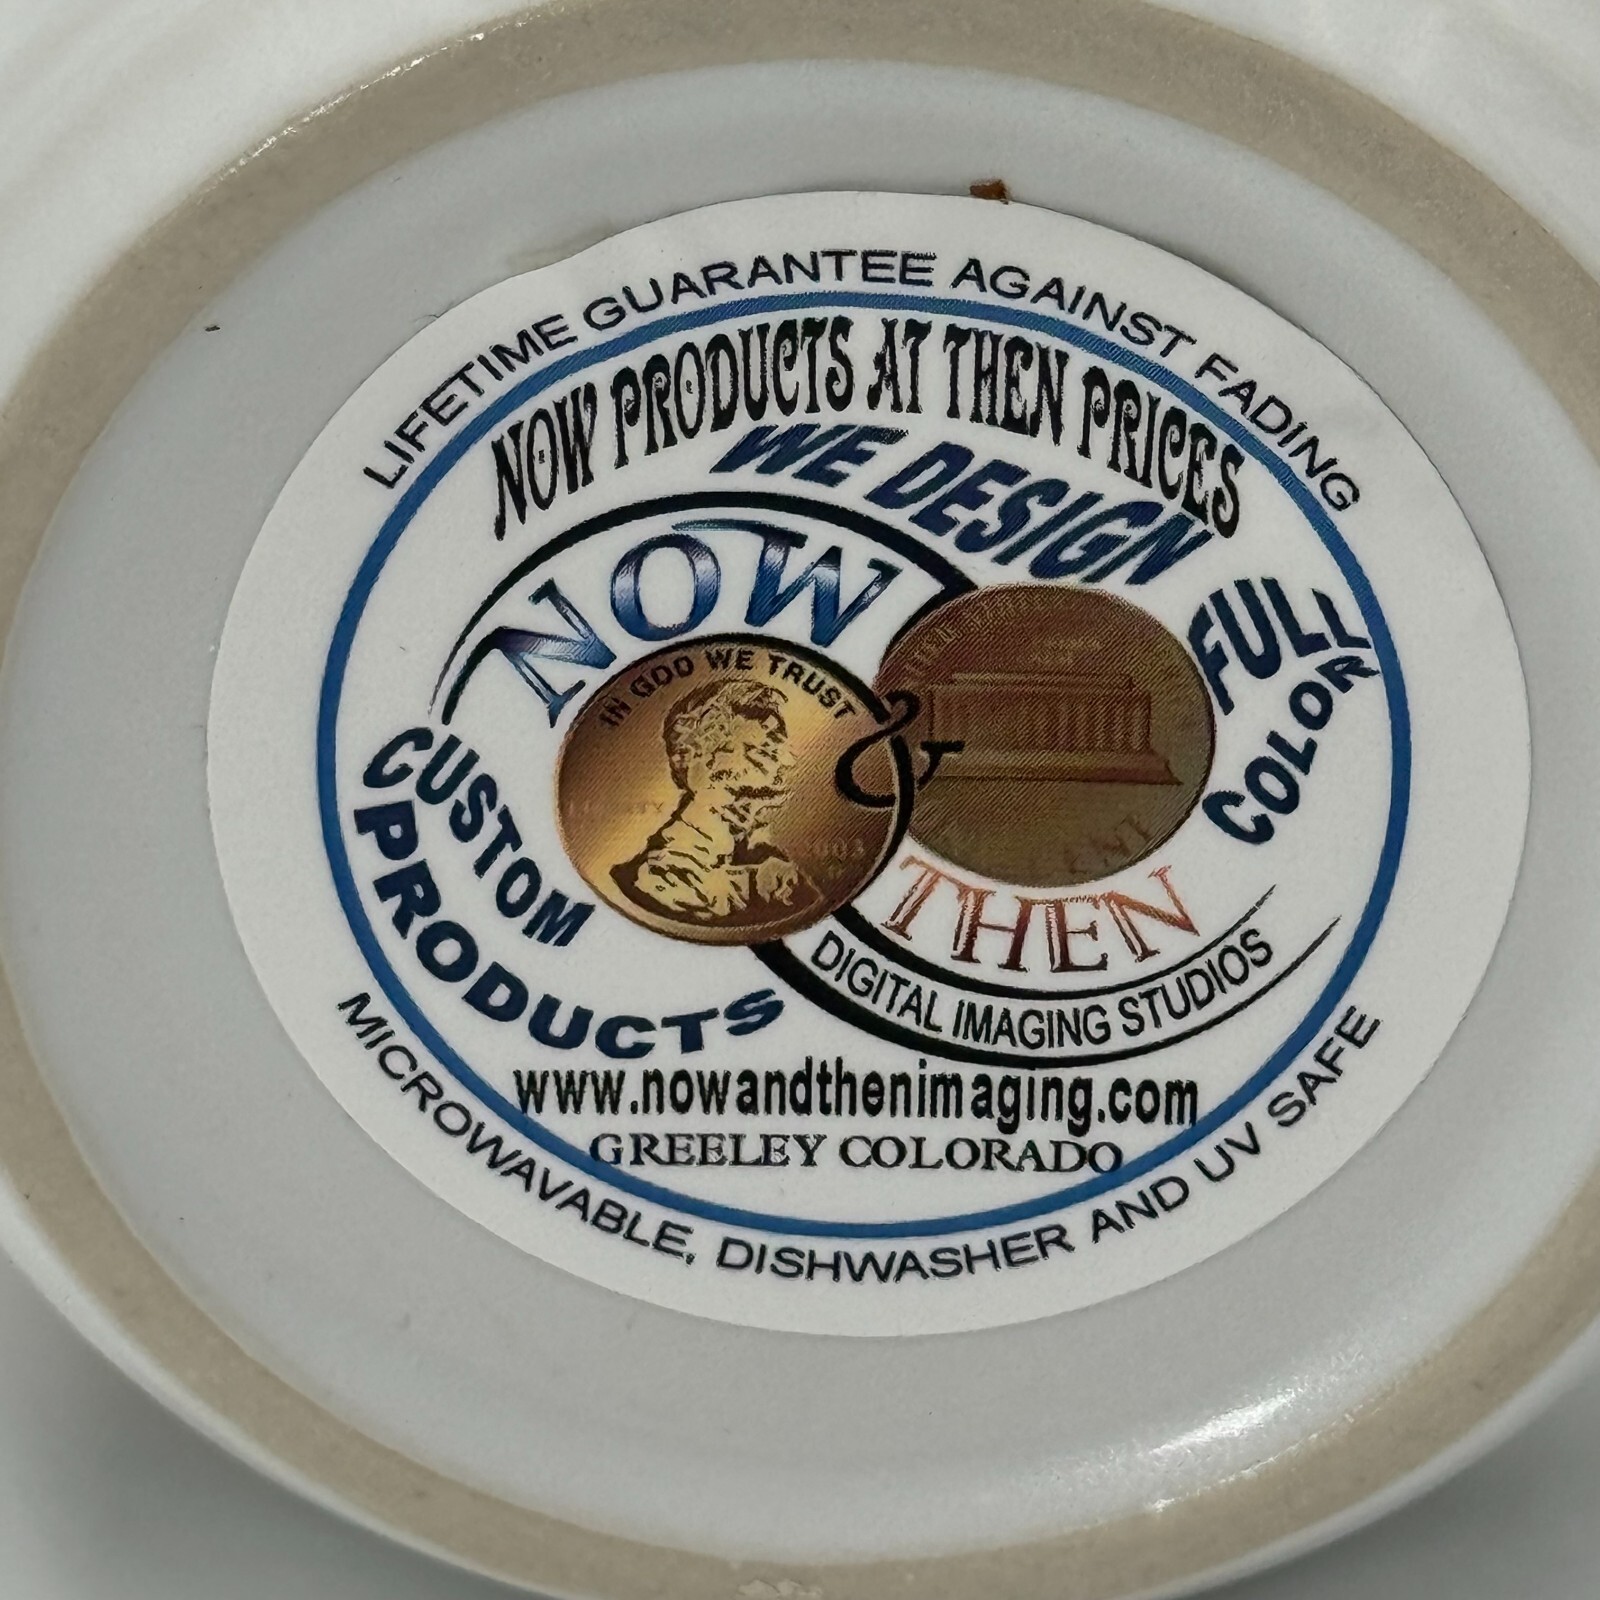 LIFETIME GUARANTEE AGAINST FADING
NOW PRODUCTS AT THEN PRICES
WE DESIGN
FULL
COLOR
NOW
IN GOD WE TRUST
LIBERTY
2003
&
THEN
DIGITAL IMAGING STUDIOS
CUSTOM
PRODUCTS
www.nowandthenimaging.com
GREELEY COLORADO
MICROWAVABLE, DISHWASHER AND UV SAFE